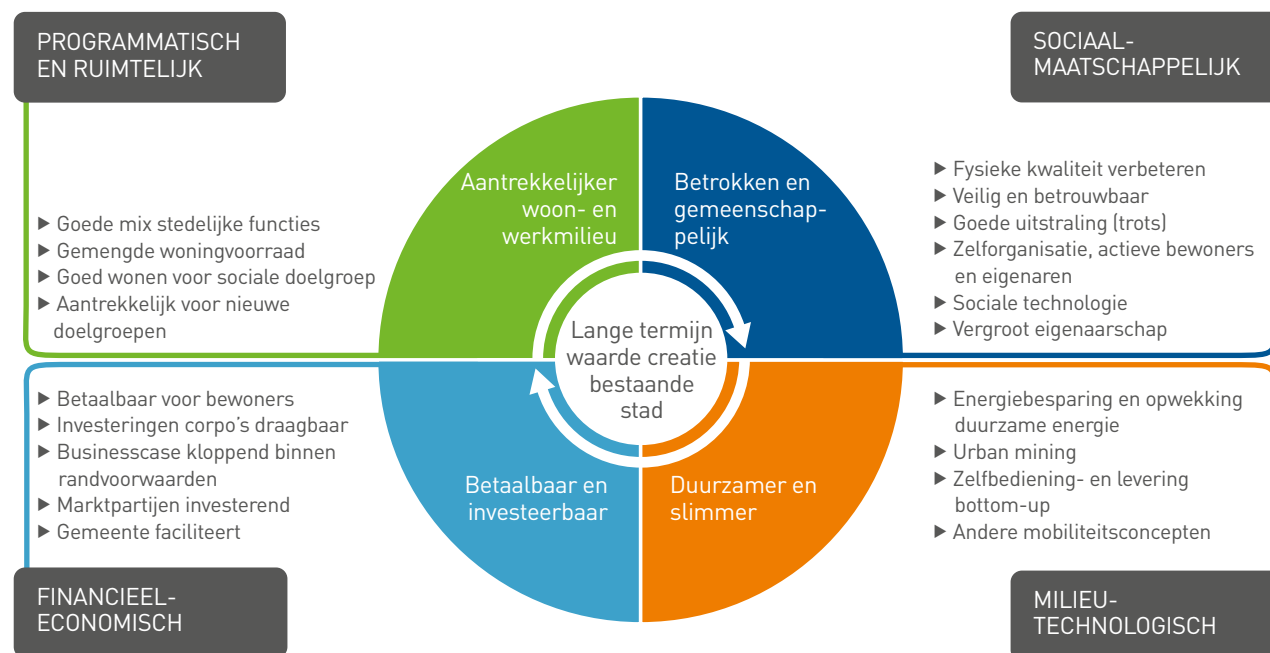 PROGRAMMATISCH
EN RUIMTELIJK
▶ Goede mix stedelijke functies
▶ Gemengde woningvoorraad
▶ Goed wonen voor sociale doelgroep
▶ Aantrekkelijk voor nieuwe
doelgroepen
Aantrekkelijker
woon- en
werkmilieu
SOCIAAL-
MAATSCHAPPELIJK
Betrokken en
gemeenschap-
pelijk
▶ Fysieke kwaliteit verbeteren
▶ Veilig en betrouwbaar
▶ Goede uitstraling (trots)
▶ Zelforganisatie, actieve bewoners
en eigenaren
▶ Sociale technologie
▶ Vergroot eigenaarschap
Lange termijn
waarde creatie
bestaande
stad
▶ Betaalbaar voor bewoners
▶ Investeringen corpo's draagbaar
▶ Businesscase kloppend binnen
randvoorwaarden
▶ Marktpartijen investerend
▶ Gemeente faciliteert
Betaalbaar en
investeerbaar
FINANCIEEL-
ECONOMISCH
Duurzamer en
slimmer
▶ Energiebesparing en opwekking
duurzame energie
▶ Urban mining
▶ Zelfbediening- en levering
bottom-up
▶ Andere mobiliteitsconcepten
MILIEU-
TECHNOLOGISCH